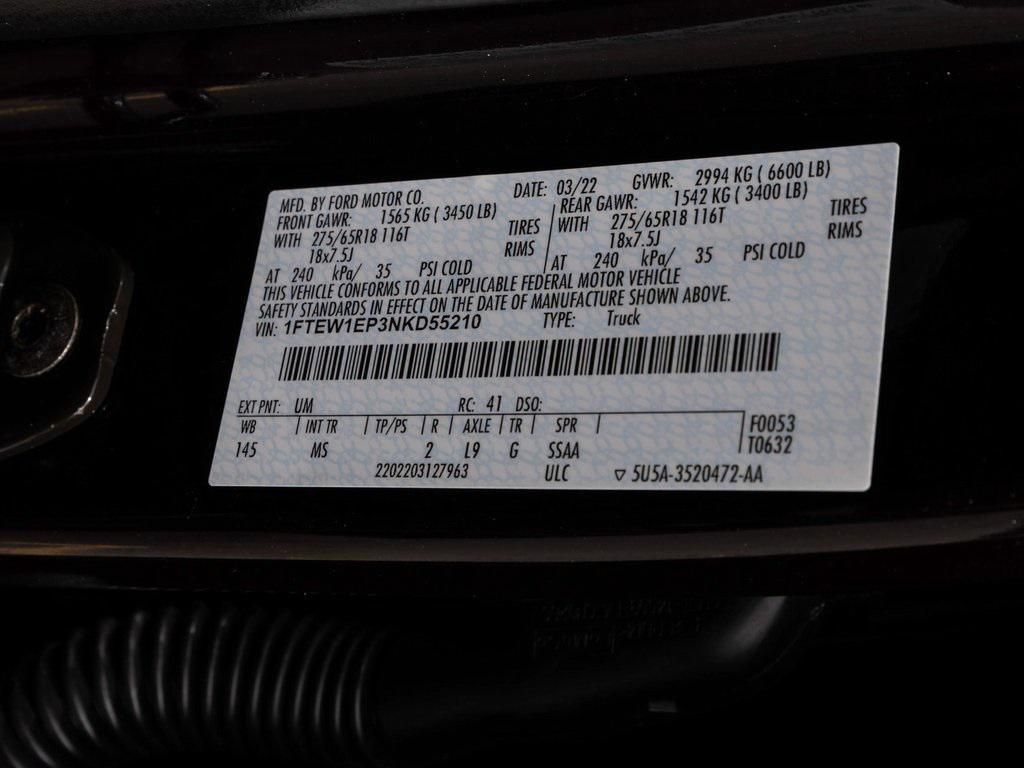 MFD. BY FORD MOTOR CO. DATE: 03/22 GVWR: 2994 KG ( 6600 LB)
FRONT GAWR: 1565 KG ( 3450 LB) REAR GAWR: 1542 KG ( 3400 LB)
WITH 275/65R18 116T TIRES WITH 275/65R18 116T TIRES
18x7.5J RIMS 18x7.5J RIMS
AT 240 kPa/ 35 PSI COLD AT 240 kPa/ 35 PSI COLD
THIS VEHICLE CONFORMS TO ALL APPLICABLE FEDERAL MOTOR VEHICLE
SAFETY STANDARDS IN EFFECT ON THE DATE OF MANUFACTURE SHOWN ABOVE.
VIN: 1FTEW1EP3NKD55210 TYPE: Truck
EXT PNT: UM RC: 41 DSO:
WB INT TR TP/PS R AXLE TR SPR F0053
145 MS 2 L9 G SSAA T0632
2202203127963 ULC ▽ 5U5A-3520472-AA